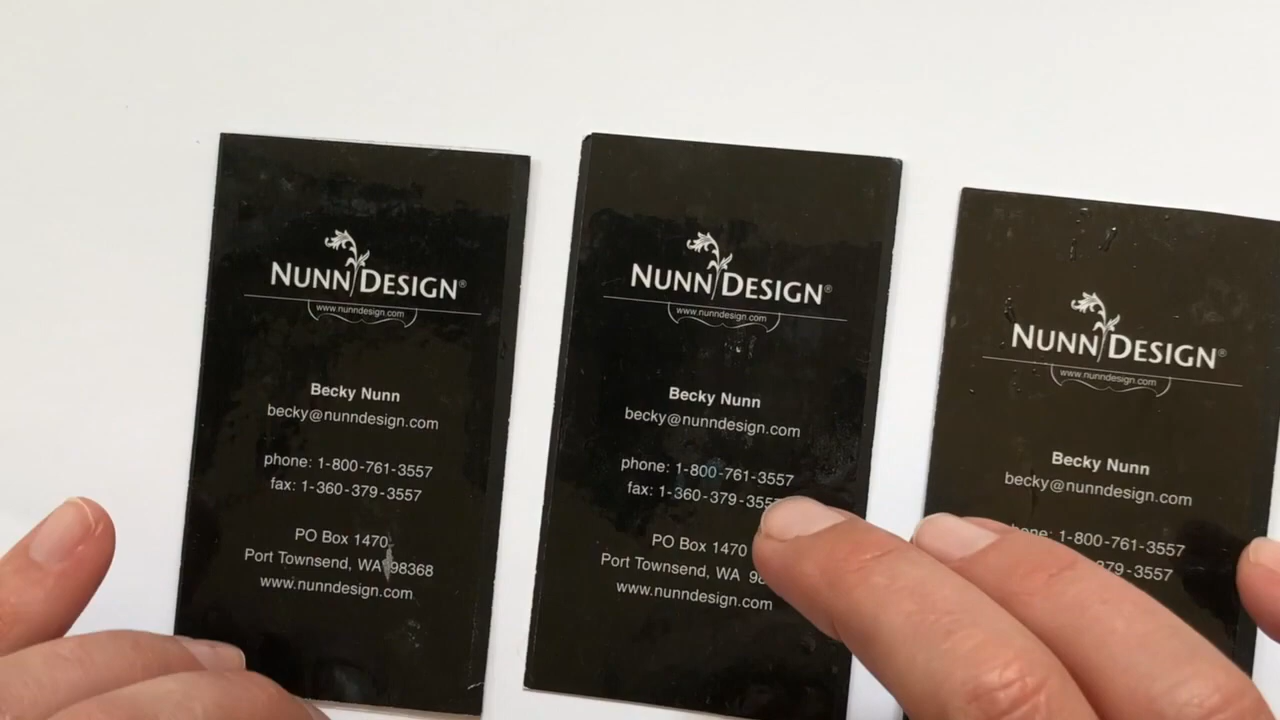 NUNN DESIGN®
www.nunndesign.com
Becky Nunn
becky@nunndesign.com
phone: 1-800-761-3557
fax: 1-360-379-3557
PO Box 1470
Port Townsend, WA 98368
www.nunndesign.com
NUNN DESIGN®
www.nunndesign.com
Becky Nunn
becky@nunndesign.com
phone: 1-800-761-3557
fax: 1-360-379-3557
PO Box 1470
Port Townsend, WA
www.nunndesign.com
NUNN DESIGN®
www.nunndesign.com
Becky Nunn
becky@nunndesign.com
1-800-761-3557